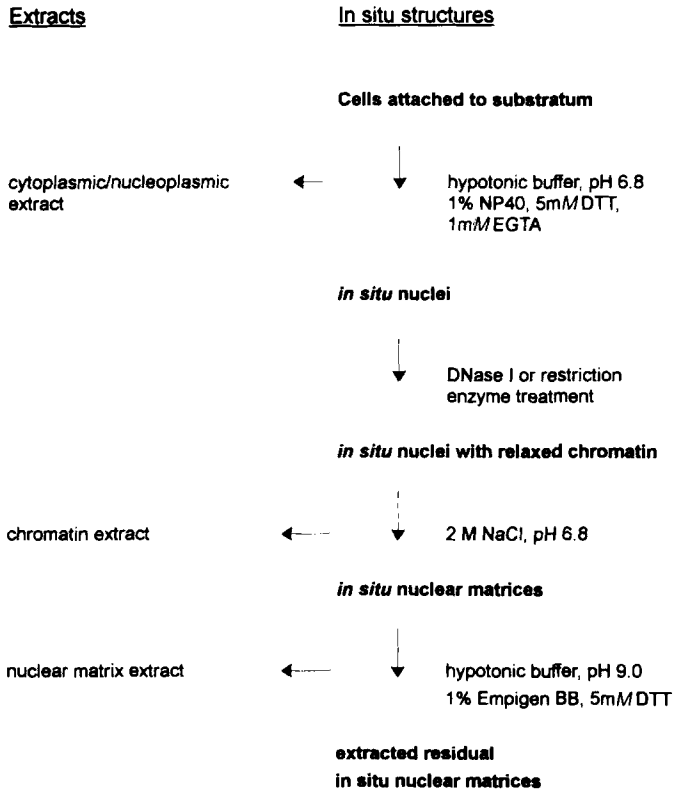 Extracts
In situ structures
Cells attached to substratum
cytoplasmic/nucleoplasmic
extract
hypotonic buffer, pH 6.8
1% NP40, 5mM DTT,
1mM EGTA
in situ nuclei
DNase I or restriction
enzyme treatment
in situ nuclei with relaxed chromatin
chromatin extract
2 M NaCl, pH 6.8
in situ nuclear matrices
nuclear matrix extract
hypotonic buffer, pH 9.0
1% Empigen BB, 5mM DTT
extracted residual
in situ nuclear matrices